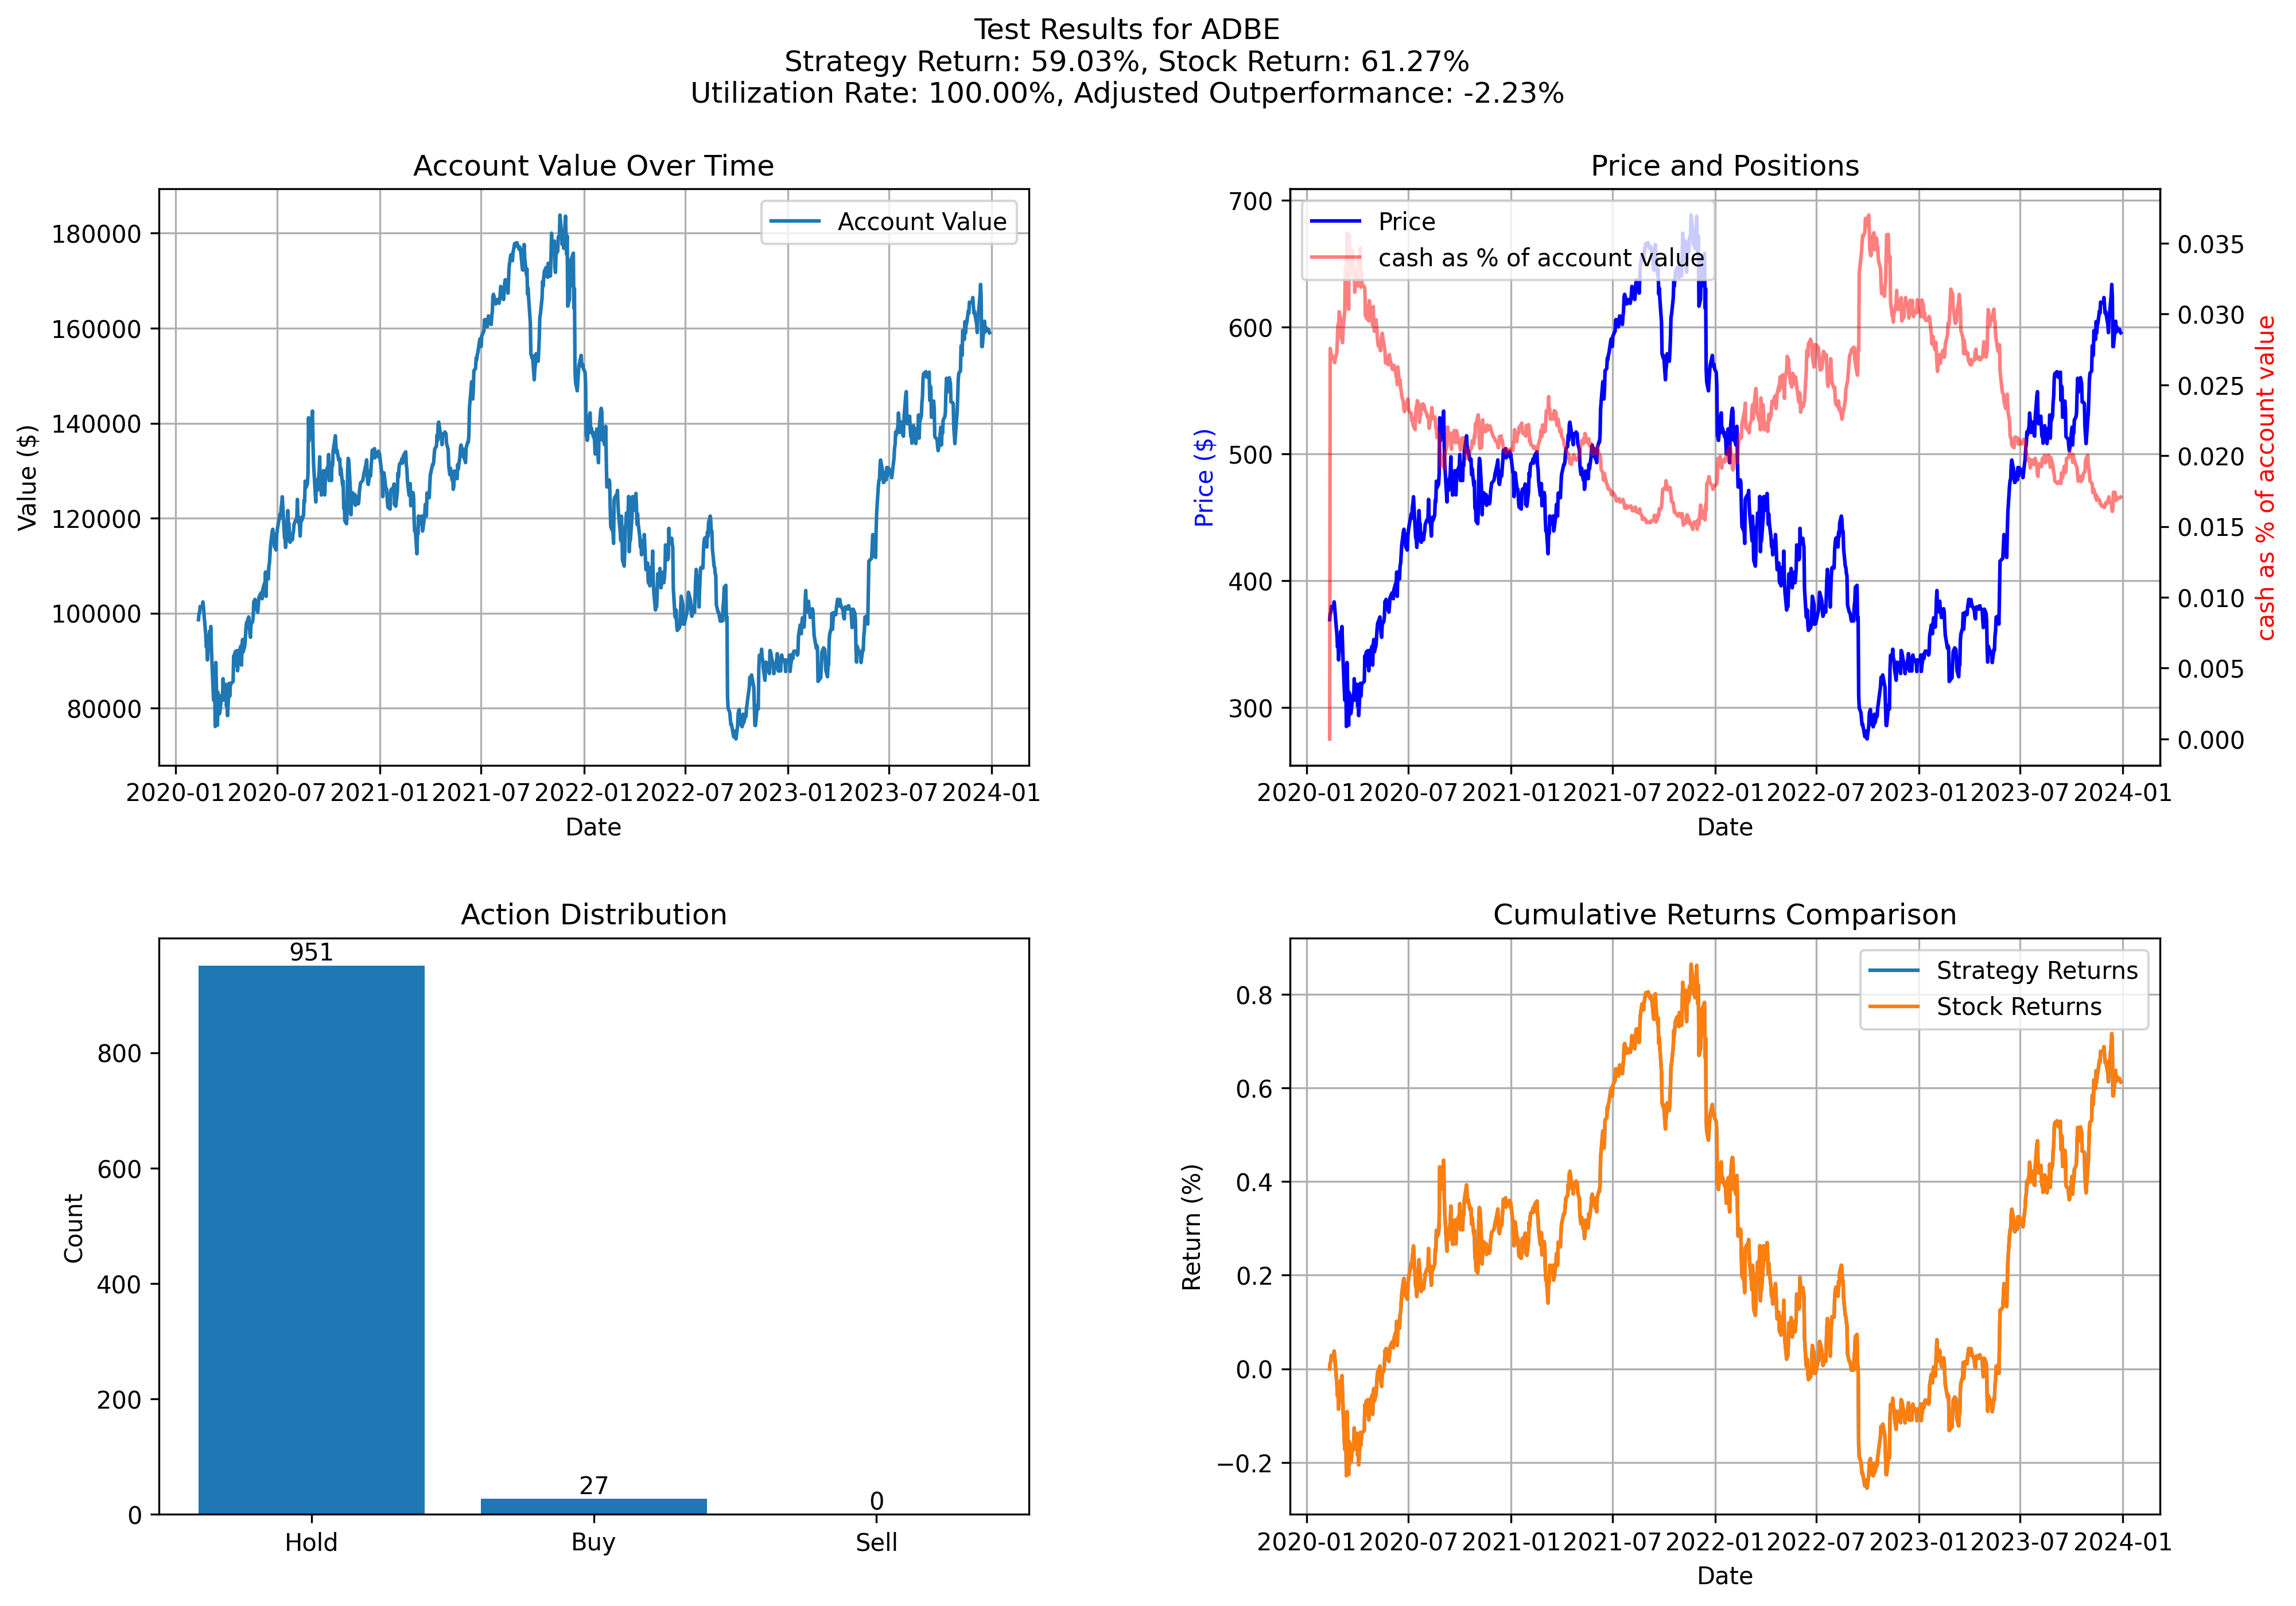 Test Results for ADBE
Strategy Return: 59.03%, Stock Return: 61.27%
Utilization Rate: 100.00%, Adjusted Outperformance: -2.23%
Account Value Over Time
Account Value
Value ($)
180000
160000
140000
120000
100000
80000
2020-01 2020-07 2021-01 2021-07 2022-01 2022-07 2023-01 2023-07 2024-01
Date
Price and Positions
Price
cash as % of account value
Price ($)
700
600
500
400
300
0.035
0.030
0.025
0.020
0.015
0.010
0.005
0.000
cash as % of account value
2020-01 2020-07 2021-01 2021-07 2022-01 2022-07 2023-01 2023-07 2024-01
Date
Action Distribution
Count
800
600
400
200
0
951
27
0
Hold Buy Sell
Cumulative Returns Comparison
Strategy Returns
Stock Returns
Return (%)
0.8
0.6
0.4
0.2
0.0
−0.2
2020-01 2020-07 2021-01 2021-07 2022-01 2022-07 2023-01 2023-07 2024-01
Date